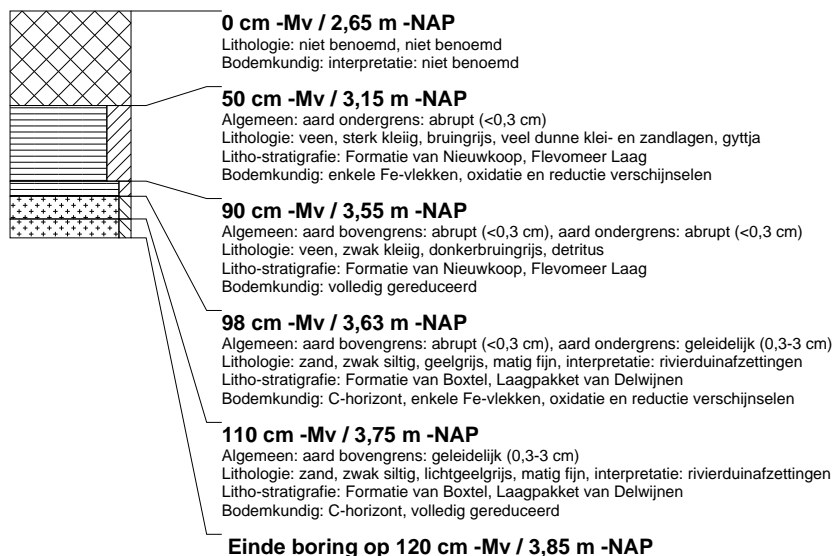 0 cm -Mv / 2,65 m -NAP
Lithologie: niet benoemd, niet benoemd
Bodemkundig: interpretatie: niet benoemd
50 cm -Mv / 3,15 m -NAP
Algemeen: aard ondergrens: abrupt (<0,3 cm)
Lithologie: veen, sterk kleiig, bruingrijs, veel dunne klei- en zandlagen, gyttja
Litho-stratigrafie: Formatie van Nieuwkoop, Flevomeer Laag
Bodemkundig: enkele Fe-vlekken, oxidatie en reductie verschijnselen
90 cm -Mv / 3,55 m -NAP
Algemeen: aard bovengrens: abrupt (<0,3 cm), aard ondergrens: abrupt (<0,3 cm)
Lithologie: veen, zwak kleiig, donkerbruingrijs, detritus
Litho-stratigrafie: Formatie van Nieuwkoop, Flevomeer Laag
Bodemkundig: volledig gereduceerd
98 cm -Mv / 3,63 m -NAP
Algemeen: aard bovengrens: abrupt (<0,3 cm), aard ondergrens: geleidelijk (0,3-3 cm)
Lithologie: zand, zwak siltig, geelgrijs, matig fijn, interpretatie: rivierduinafzettingen
Litho-stratigrafie: Formatie van Boxtel, Laagpakket van Delwijnen
Bodemkundig: C-horizont, enkele Fe-vlekken, oxidatie en reductie verschijnselen
110 cm -Mv / 3,75 m -NAP
Algemeen: aard bovengrens: geleidelijk (0,3-3 cm)
Lithologie: zand, zwak siltig, lichtgeelgrijs, matig fijn, interpretatie: rivierduinafzettingen
Litho-stratigrafie: Formatie van Boxtel, Laagpakket van Delwijnen
Bodemkundig: C-horizont, volledig gereduceerd
Einde boring op 120 cm -Mv / 3,85 m -NAP